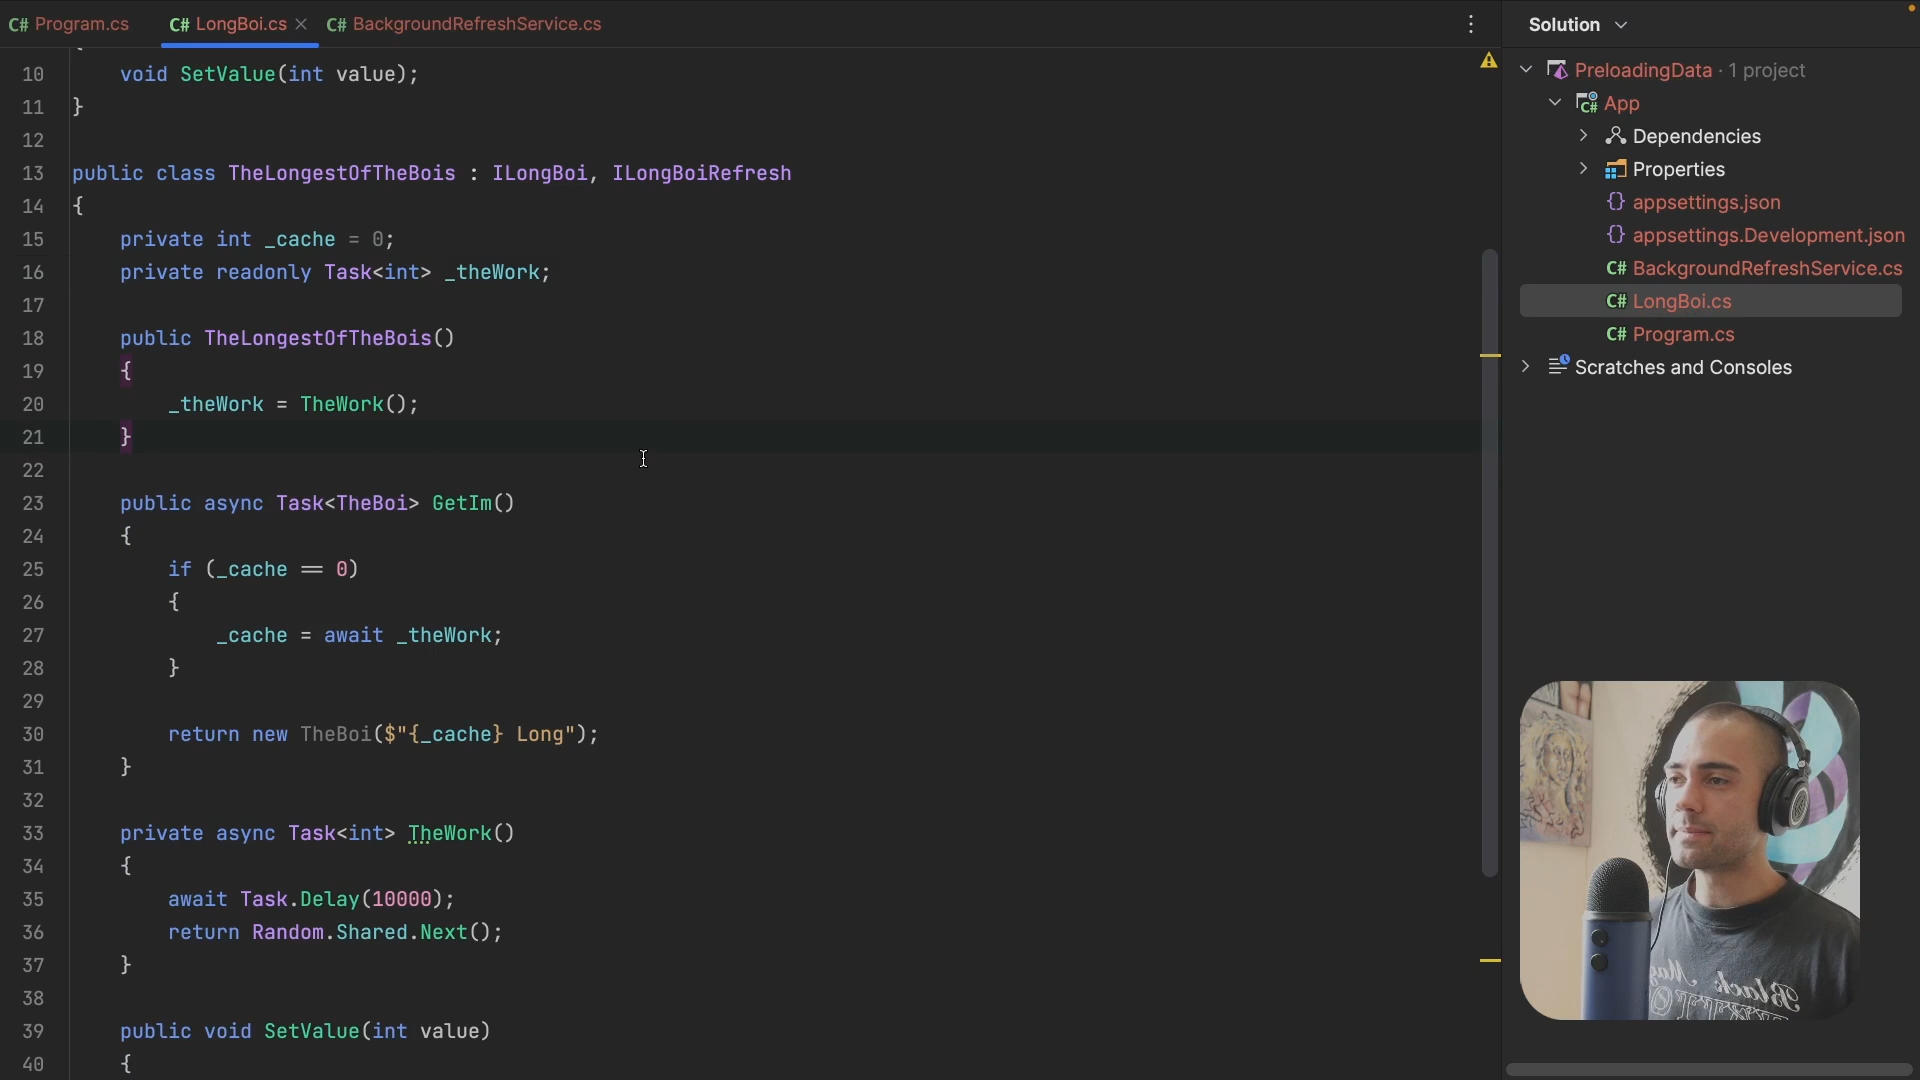 C# Program.cs
C# LongBoi.cs
C# BackgroundRefreshService.cs
Solution
10 void SetValue(int value);
11 }
12
13 public class TheLongestOfTheBois : ILongBoi, ILongBoiRefresh
14 {
15 private int _cache = 0;
16 private readonly Task<int> _theWork;
17
18 public TheLongestOfTheBois()
19 {
20 _theWork = TheWork();
21 }
22
23 public async Task<TheBoi> GetIm()
24 {
25 if (_cache == 0)
26 {
27 _cache = await _theWork;
28 }
29
30 return new TheBoi($"{_cache} Long");
31 }
32
33 private async Task<int> TheWork()
34 {
35 await Task.Delay(10000);
36 return Random.Shared.Next();
37 }
38
39 public void SetValue(int value)
40 {
PreloadingData · 1 project
C# App
Dependencies
Properties
{} appsettings.json
{} appsettings.Development.json
C# BackgroundRefreshService.cs
C# LongBoi.cs
C# Program.cs
Scratches and Consoles
Black